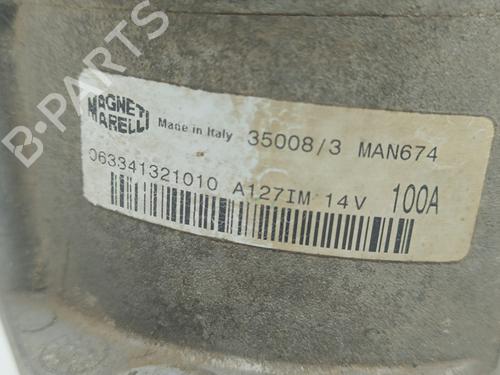 B-PARTS
MAGNETI
MARELLI
Made in Italy 35008/3 MAN674
063341321010 A127IM 14V 100A